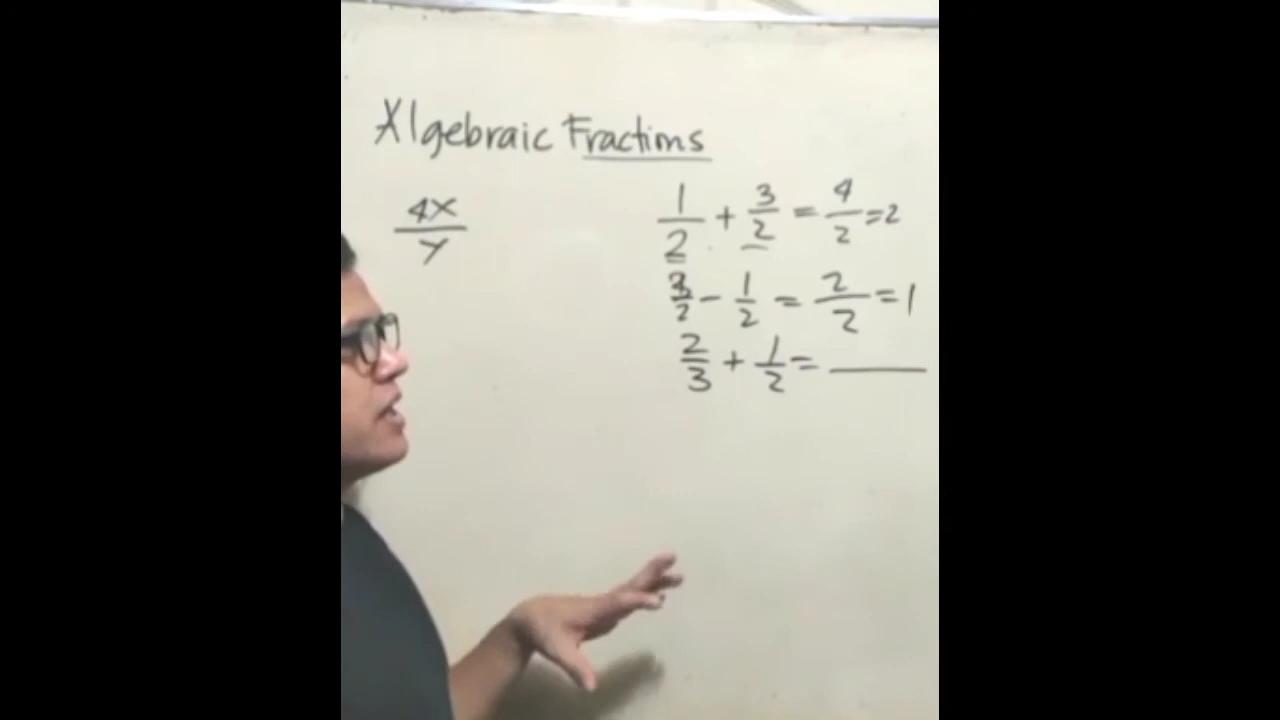 Algebraic Fractions
4x/y
1/2 + 3/2 = 4/2 = 2
3/2 - 1/2 = 2/2 = 1
2/3 + 1/2 = ____